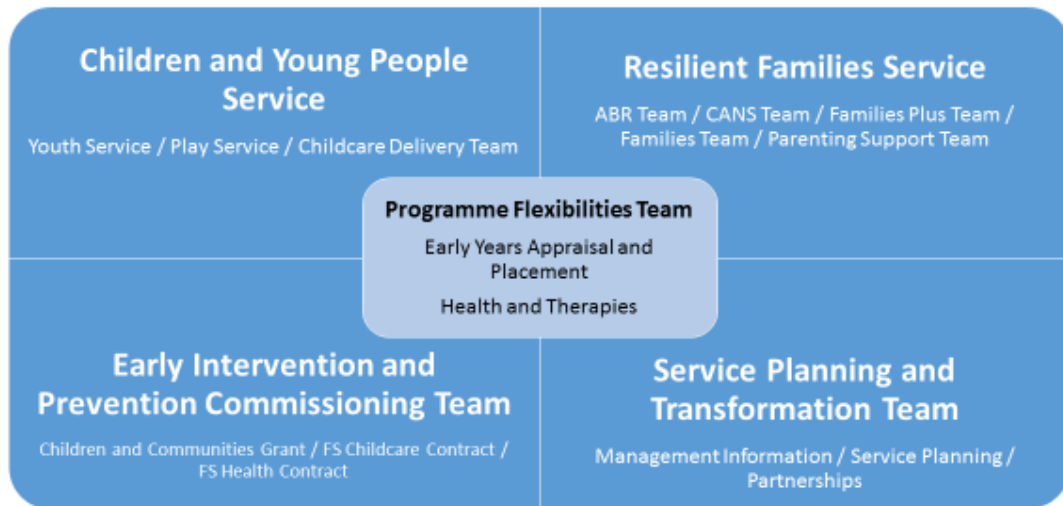 Children and Young People
Service
Youth Service / Play Service / Childcare Delivery Team
Resilient Families Service
ABR Team / CANS Team / Families Plus Team /
Families Team / Parenting Support Team
Programme Flexibilities Team
Early Years Appraisal and
Placement
Health and Therapies
Early Intervention and
Prevention Commissioning Team
Children and Communities Grant / FS Childcare Contract /
FS Health Contract
Service Planning and
Transformation Team
Management Information / Service Planning /
Partnerships